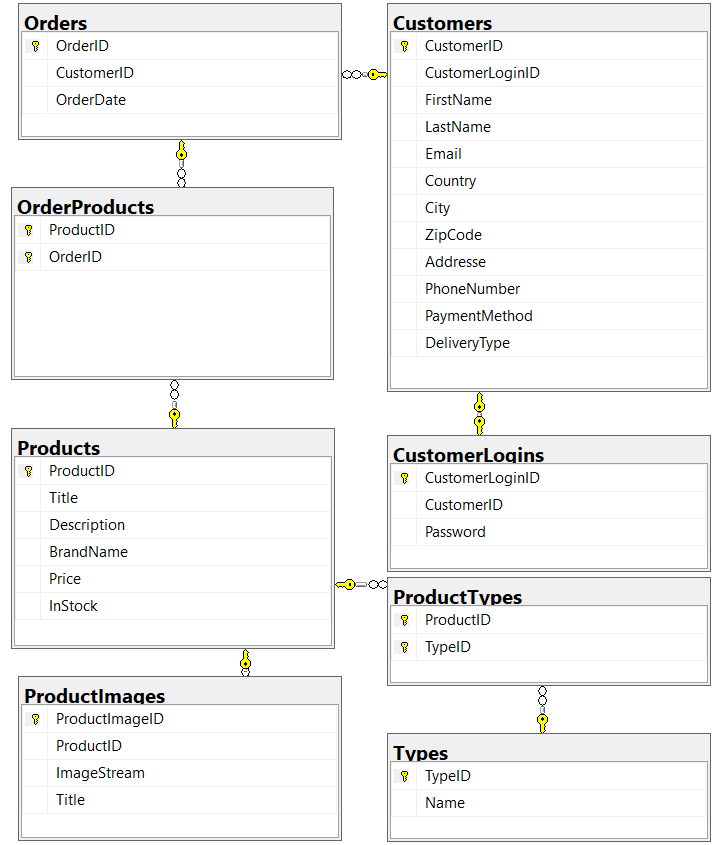 Orders
OrderID
CustomerID
OrderDate
Customers
CustomerID
CustomerLoginID
FirstName
LastName
Email
Country
City
ZipCode
Addresse
PhoneNumber
PaymentMethod
DeliveryType
OrderProducts
ProductID
OrderID
Products
ProductID
Title
Description
BrandName
Price
InStock
CustomerLogins
CustomerLoginID
CustomerID
Password
ProductTypes
ProductID
TypeID
ProductImages
ProductImageID
ProductID
ImageStream
Title
Types
TypeID
Name